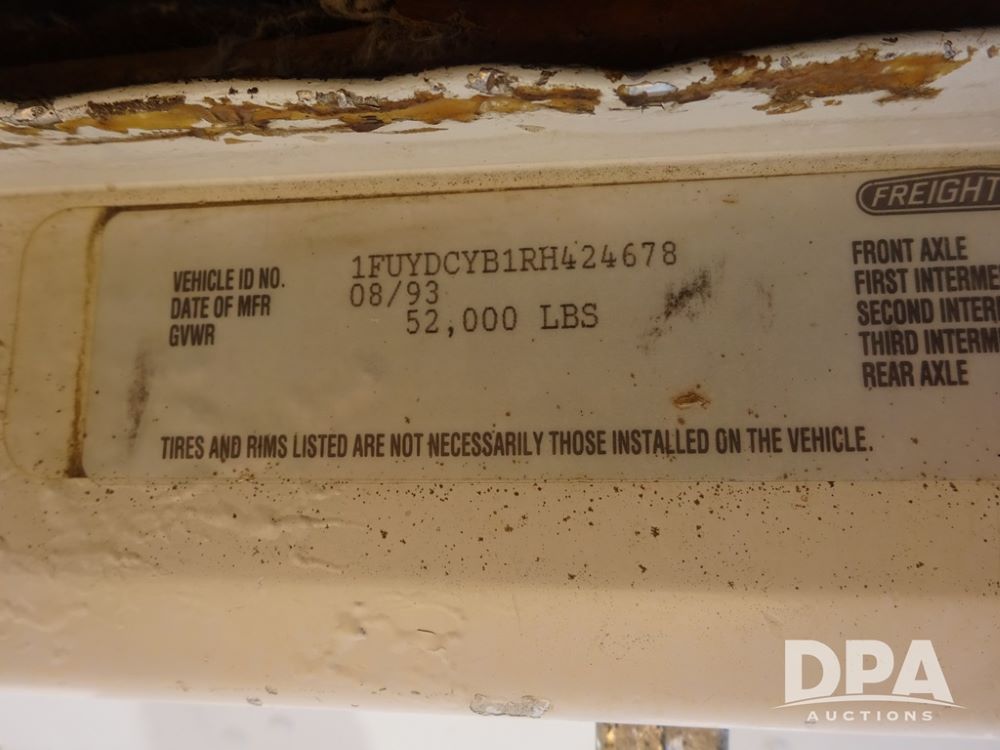 FREIGHT
VEHICLE ID NO. 1FUYDCYB1RH424678
DATE OF MFR 08/93
GVWR 52,000 LBS
FRONT AXLE
FIRST INTERME
SECOND INTER
THIRD INTERM
REAR AXLE
TIRES AND RIMS LISTED ARE NOT NECESSARILY THOSE INSTALLED ON THE VEHICLE.
DPA
AUCTIONS